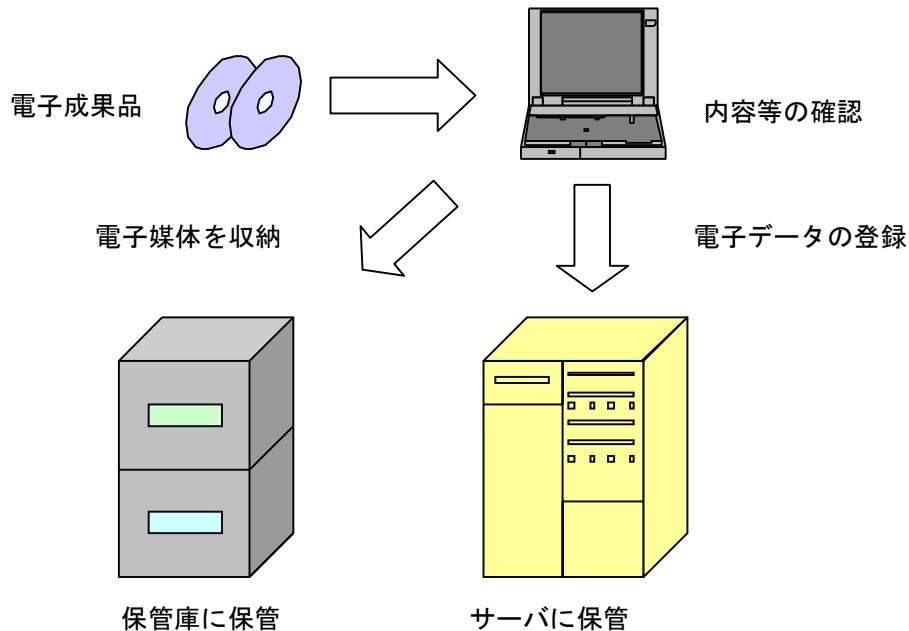 電子成果品
内容等の確認
電子媒体を収納
電子データの登録
保管庫に保管
サーバに保管